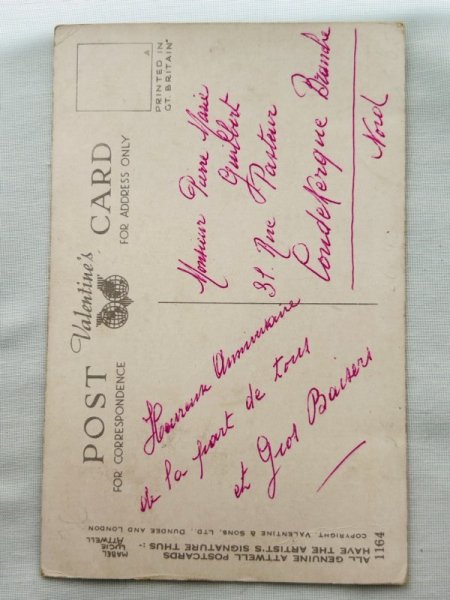 POST CARD
Valentine's
FOR CORRESPONDENCE
FOR ADDRESS ONLY
A
PRINTED IN
GT. BRITAIN
Heureux Anniversaire
de la part de tous
et Gros Baisers
Monsieur Pierre Marie
Guilbert
31. Rue Pasteur
Coudekerque Branche
Nord
1164
ALL GENUINE ATTWELL POSTCARDS
HAVE THE ARTIST'S SIGNATURE THUS :-
MABEL
LUCIE
ATTWELL
COPYRIGHT VALENTINE & SONS, LTD., DUNDEE AND LONDON